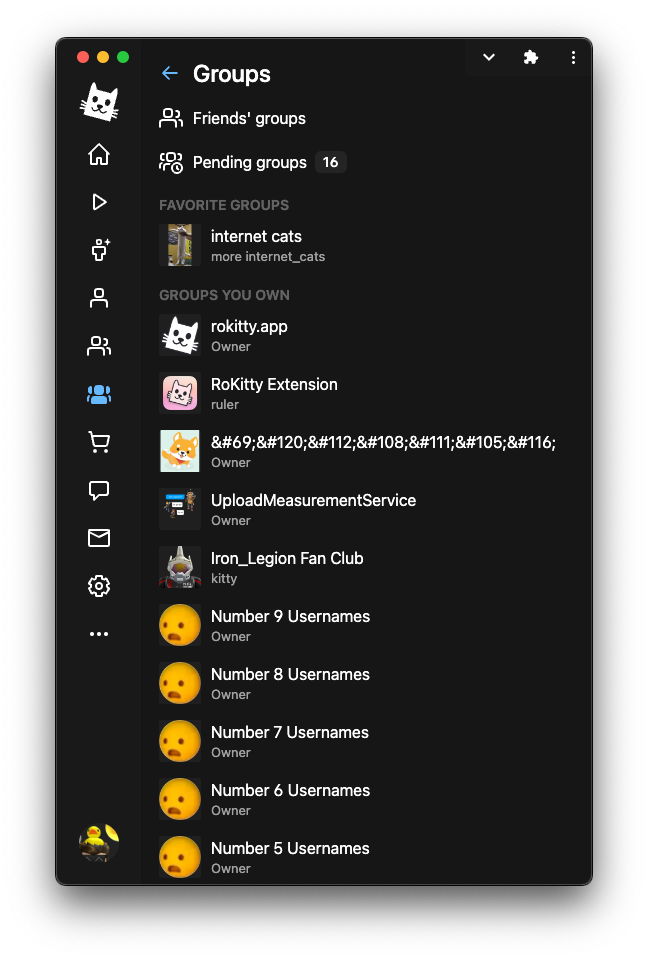 Groups
Friends' groups
Pending groups 16
FAVORITE GROUPS
internet cats
more internet_cats
GROUPS YOU OWN
rokitty.app
Owner
RoKitty Extension
ruler
&#69;&#120;&#112;&#108;&#111;&#105;&#116;
Owner
UploadMeasurementService
Owner
Iron_Legion Fan Club
kitty
Number 9 Usernames
Owner
Number 8 Usernames
Owner
Number 7 Usernames
Owner
Number 6 Usernames
Owner
Number 5 Usernames
Owner